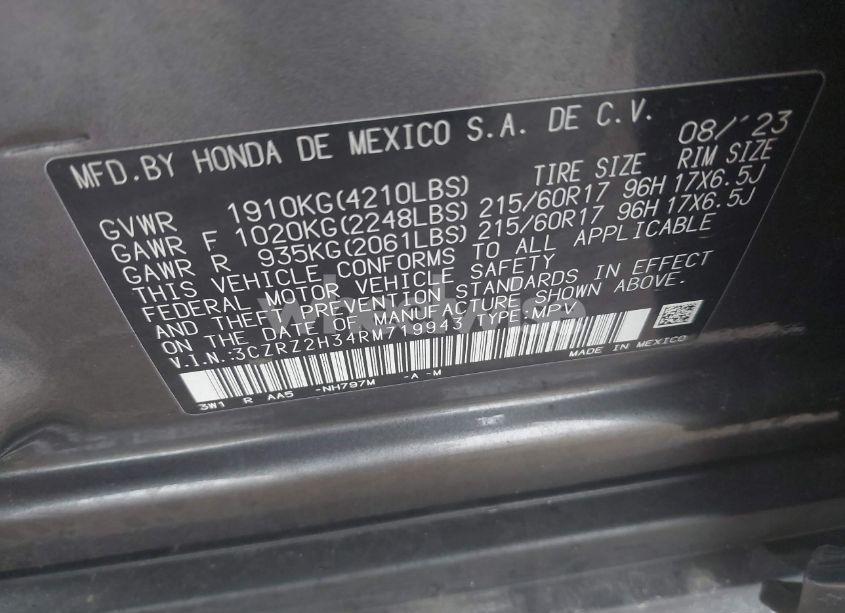 MFD.BY HONDA DE MEXICO S.A. DE C.V. 08/'23
TIRE SIZE RIM SIZE
GVWR 1910KG(4210LBS)
GAWR F 1020KG(2248LBS) 215/60R17 96H 17X6.5J
GAWR R 935KG(2061LBS) 215/60R17 96H 17X6.5J
THIS VEHICLE CONFORMS TO ALL APPLICABLE
FEDERAL MOTOR VEHICLE SAFETY
AND THEFT PREVENTION STANDARDS IN EFFECT
ON THE DATE OF MANUFACTURE SHOWN ABOVE.
V.I.N:3CZRZ2H34RM719943 TYPE:MPV
MADE IN MEXICO
3W1 R AA5 -NH797M -A -M